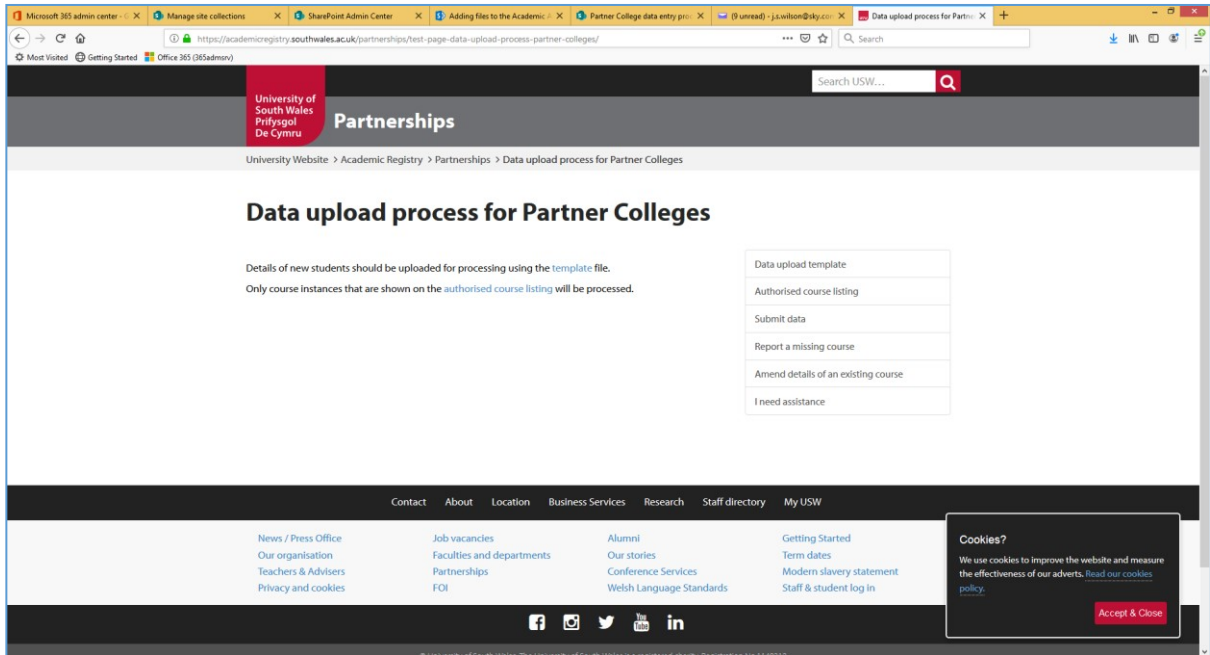 Microsoft 365 admin center -
Manage site collections
SharePoint Admin Center
Adding files to the Academic
Partner College data entry pro
(9 unread) - j.s.wilson@sky.com
Data upload process for Partner
https://academicregistry.southwales.ac.uk/partnerships/test-page-data-upload-process-partner-colleges/
Search
Most Visited Getting Started Office 365 (365admsrv)
Search USW...
University of
South Wales
Prifysgol
De Cymru
Partnerships
University Website > Academic Registry > Partnerships > Data upload process for Partner Colleges
Data upload process for Partner Colleges
Details of new students should be uploaded for processing using the template file.
Only course instances that are shown on the authorised course listing will be processed.
Data upload template
Authorised course listing
Submit data
Report a missing course
Amend details of an existing course
I need assistance
Contact About Location Business Services Research Staff directory My USW
News / Press Office
Our organisation
Teachers & Advisers
Privacy and cookies
Job vacancies
Faculties and departments
Partnerships
FOI
Alumni
Our stories
Conference Services
Welsh Language Standards
Getting Started
Term dates
Modern slavery statement
Staff & student log in
Cookies?
We use cookies to improve the website and measure
the effectiveness of our adverts. Read our cookies
policy.
Accept & Close
You
Tube
in